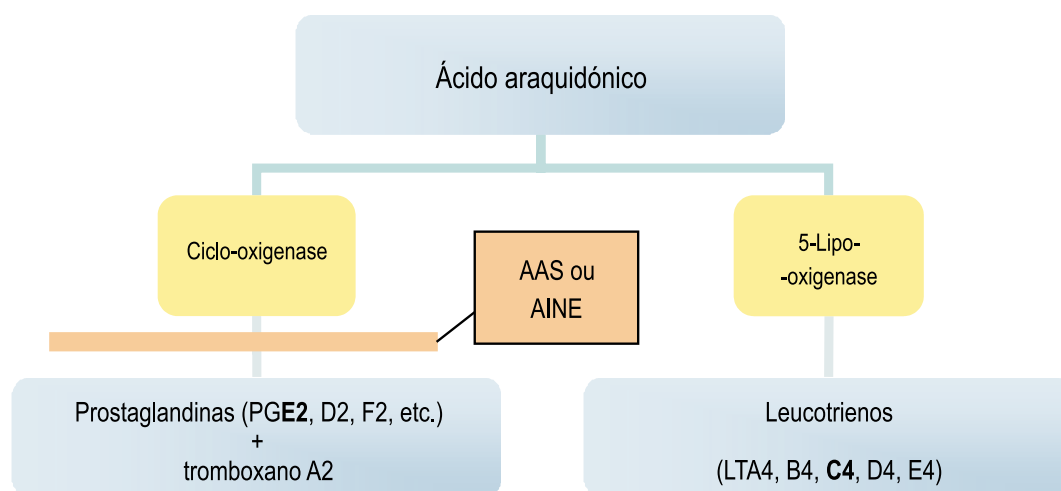 Ácido araquidónico
Ciclo-oxigenase
AAS ou
AINE
5-Lipo-
-oxigenase
Prostaglandinas (PGE2, D2, F2, etc.)
+
tromboxano A2
Leucotrienos
(LTA4, B4, C4, D4, E4)